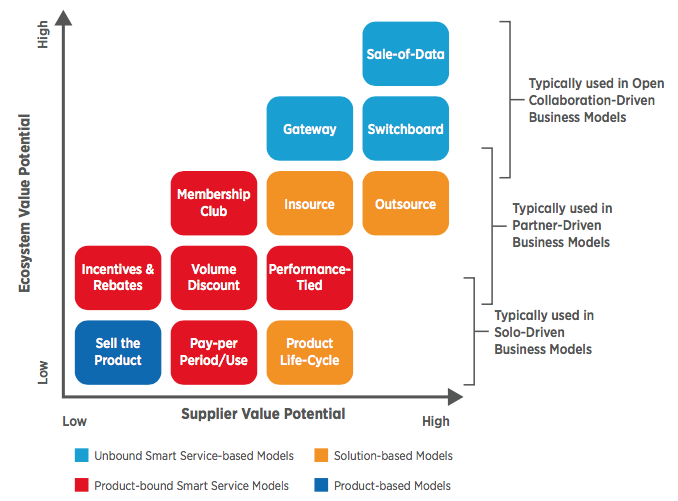 High
Ecosystem Value Potential
Low
Sale-of-Data
Gateway
Switchboard
Membership
Club
Insource
Outsource
Incentives &
Rebates
Volume
Discount
Performance-
Tied
Sell the
Product
Pay-per
Period/Use
Product
Life-Cycle
Typically used in Open
Collaboration-Driven
Business Models
Typically used in
Partner-Driven
Business Models
Typically used in
Solo-Driven
Business Models
Low
Supplier Value Potential
High
Unbound Smart Service-based Models
Solution-based Models
Product-bound Smart Service Models
Product-based Models